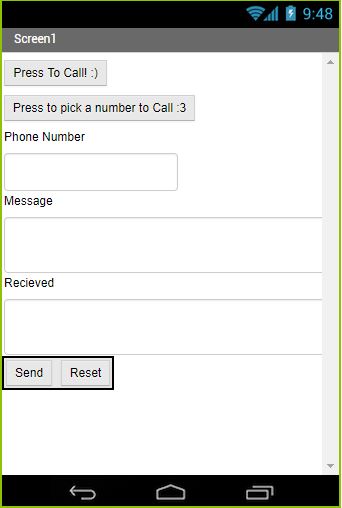 9:48
Screen1
Press To Call! :)
Press to pick a number to Call :3
Phone Number
Message
Recieved
Send Reset